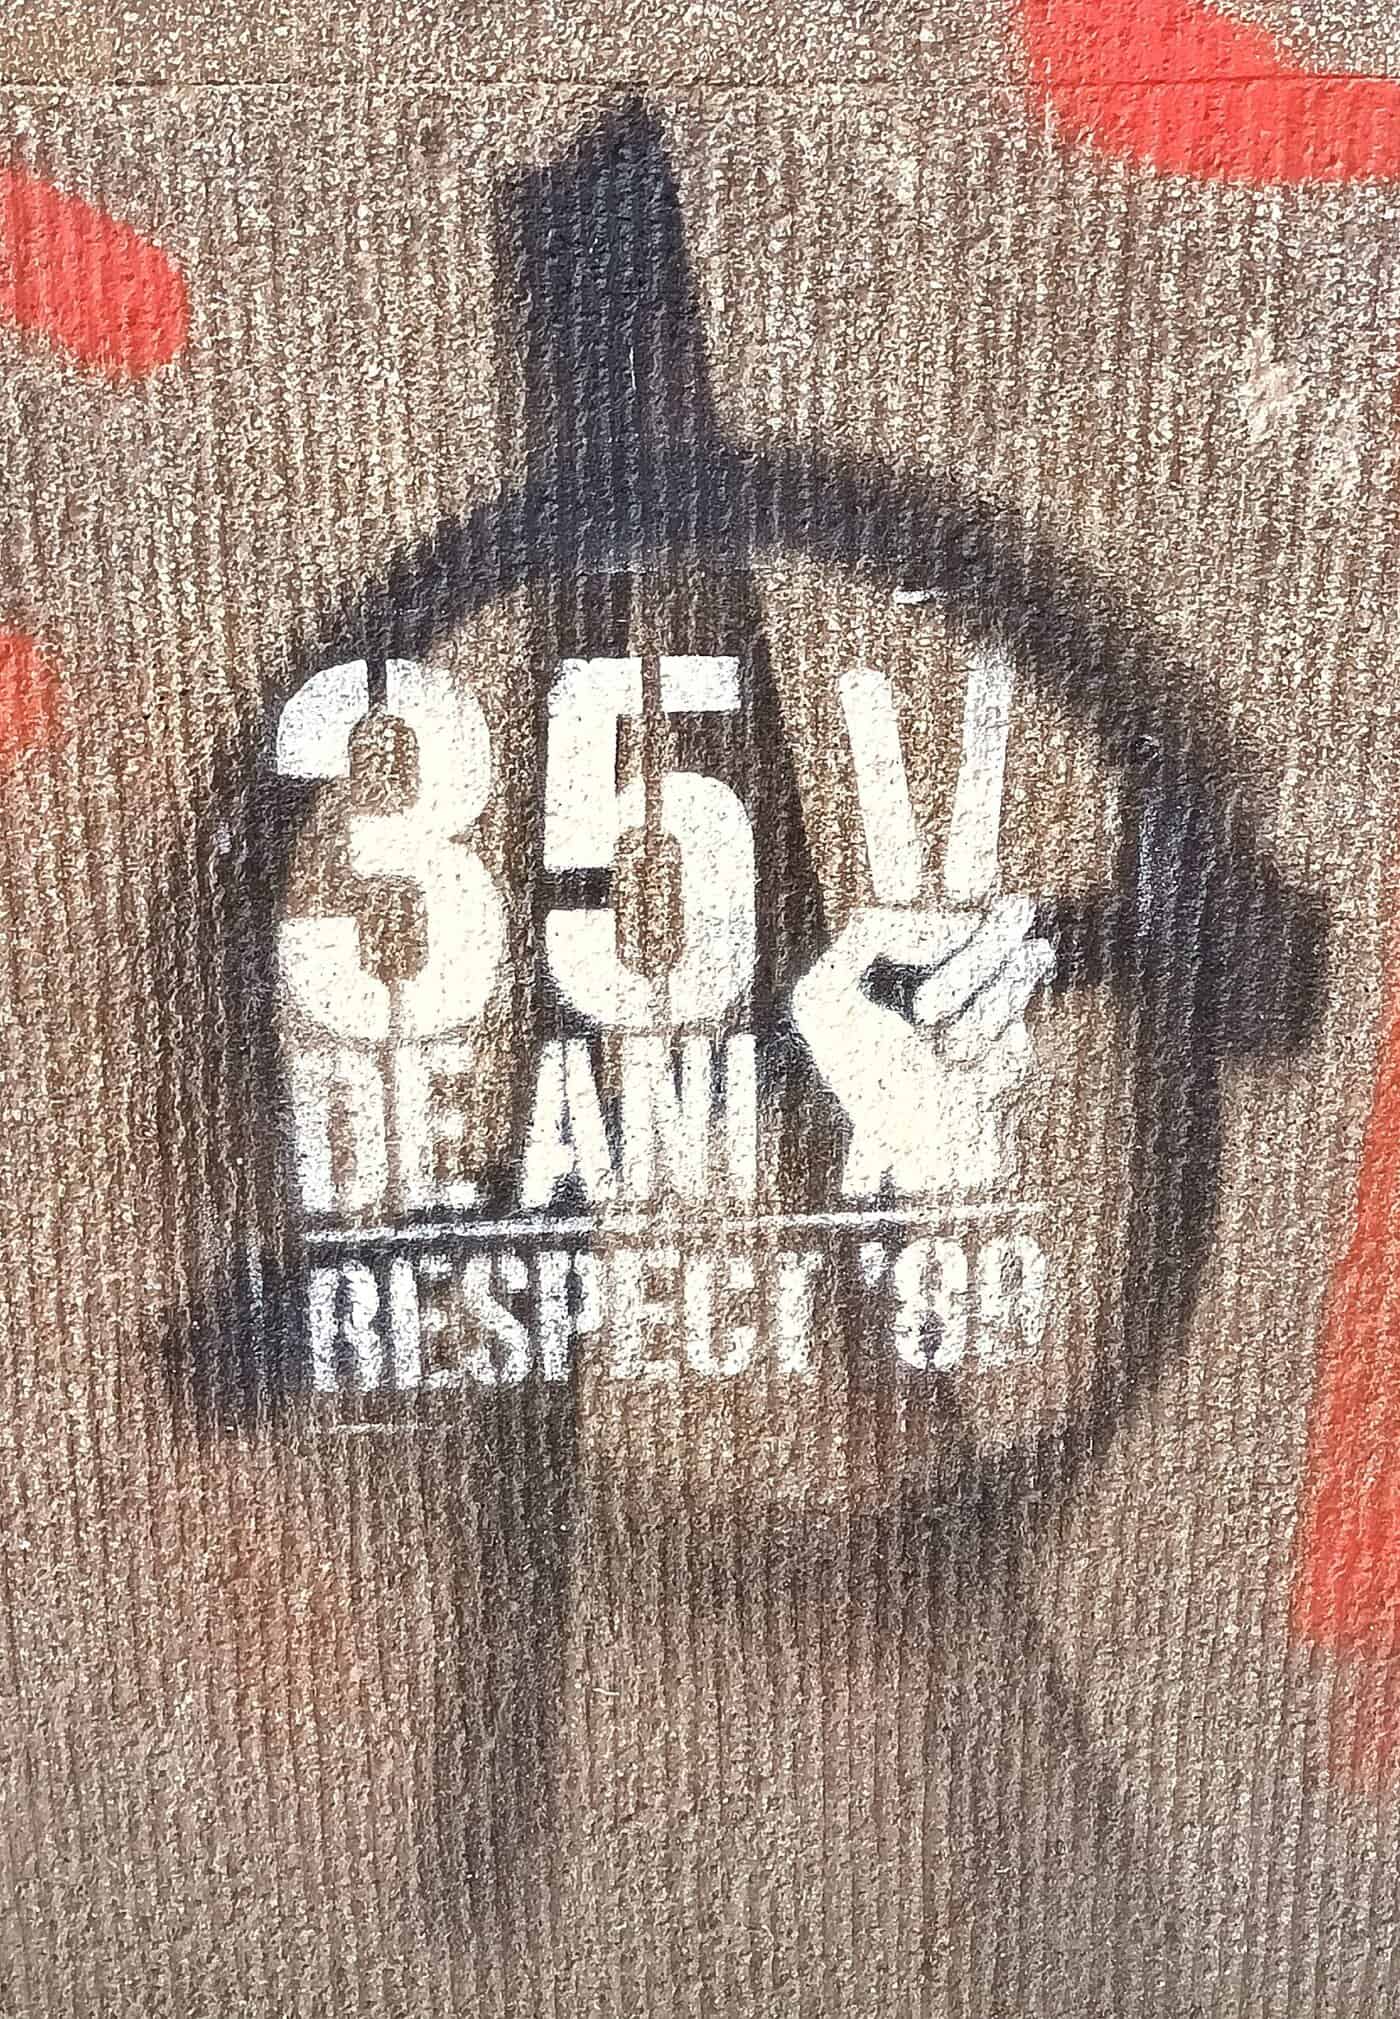 35
DE ANI
RESPECT '89